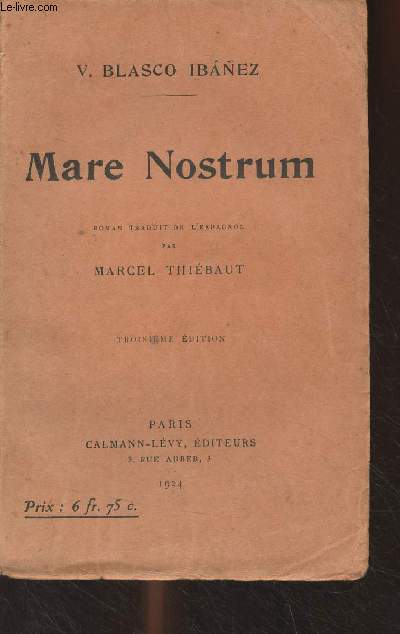 le-livre.com
V. BLASCO IBÁÑEZ
Mare Nostrum
ROMAN TRADUIT DE L'ESPAGNOL
PAR
MARCEL THIÉBAUT
TROISIÈME ÉDITION
PARIS
CALMANN-LÉVY, ÉDITEURS
3, RUE AUBER, 3
1924
Prix : 6 fr. 75 c.